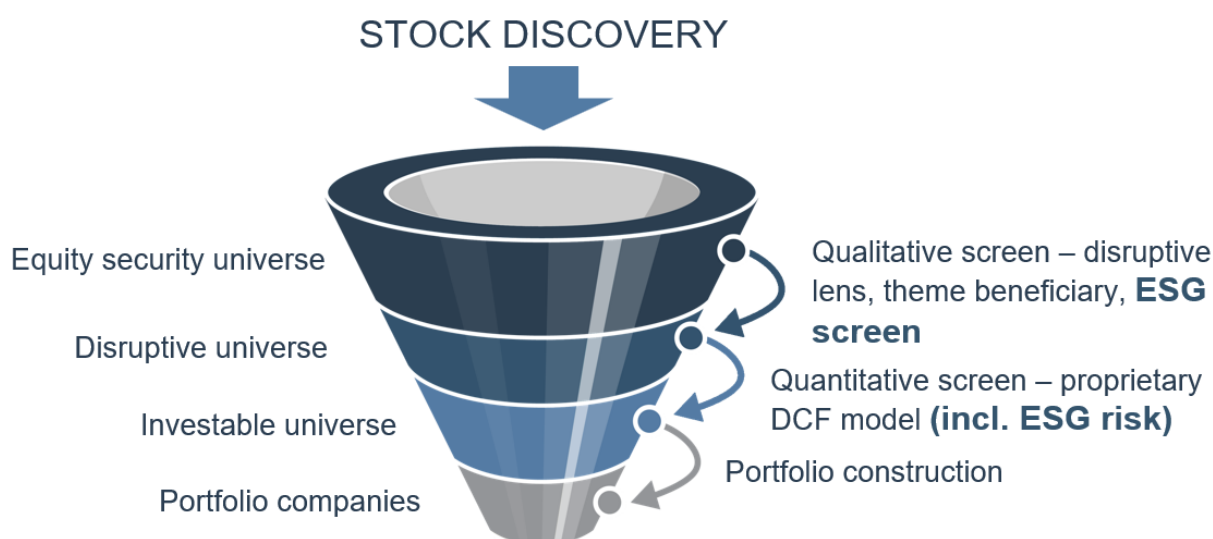 STOCK DISCOVERY
Equity security universe
Qualitative screen – disruptive
lens, theme beneficiary, ESG
screen
Disruptive universe
Quantitative screen – proprietary
DCF model (incl. ESG risk)
Investable universe
Portfolio construction
Portfolio companies